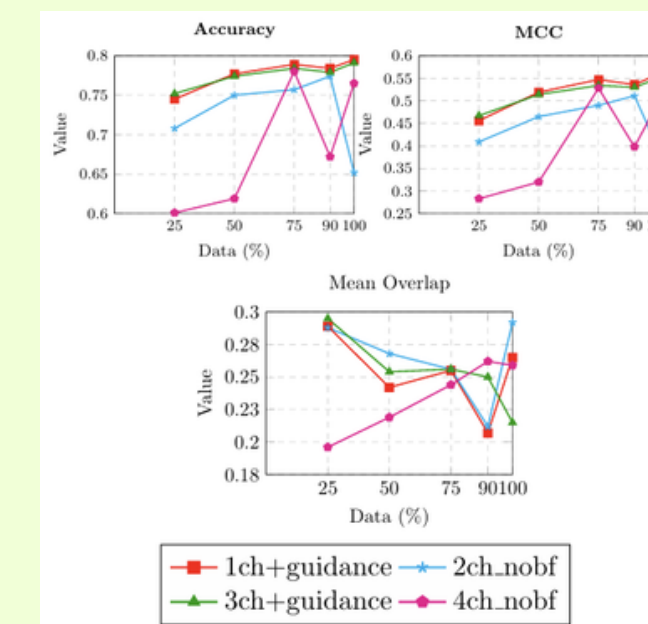 Accuracy
0.8
0.75
0.7
0.65
0.6
Value
25 50 75 90 100
Data (%)
MCC
0.6
0.55
0.5
0.45
0.4
0.35
0.3
0.25
Value
25 50 75 90 10
Data (%)
Mean Overlap
0.3
0.28
0.25
0.23
0.2
0.18
Value
25 50 75 90 100
Data (%)
1ch+guidance 2ch_nobf
3ch+guidance 4ch_nobf